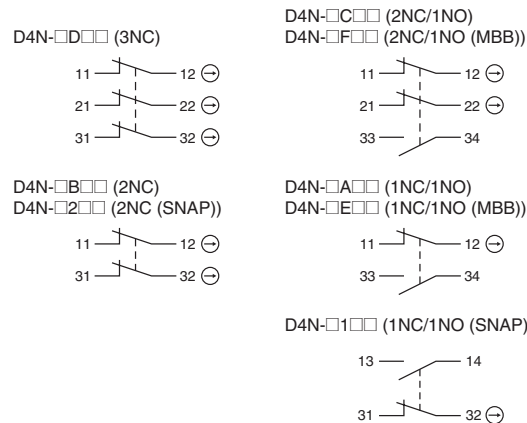 D4N-□D□□ (3NC)
11 12
21 22
31 32
D4N-□C□□ (2NC/1NO)
D4N-□F□□ (2NC/1NO (MBB))
11 12
21 22
33 34
D4N-□B□□ (2NC)
D4N-□2□□ (2NC (SNAP))
11 12
31 32
D4N-□A□□ (1NC/1NO)
D4N-□E□□ (1NC/1NO (MBB))
11 12
33 34
D4N-□1□□ (1NC/1NO (SNAP)
13 14
31 32